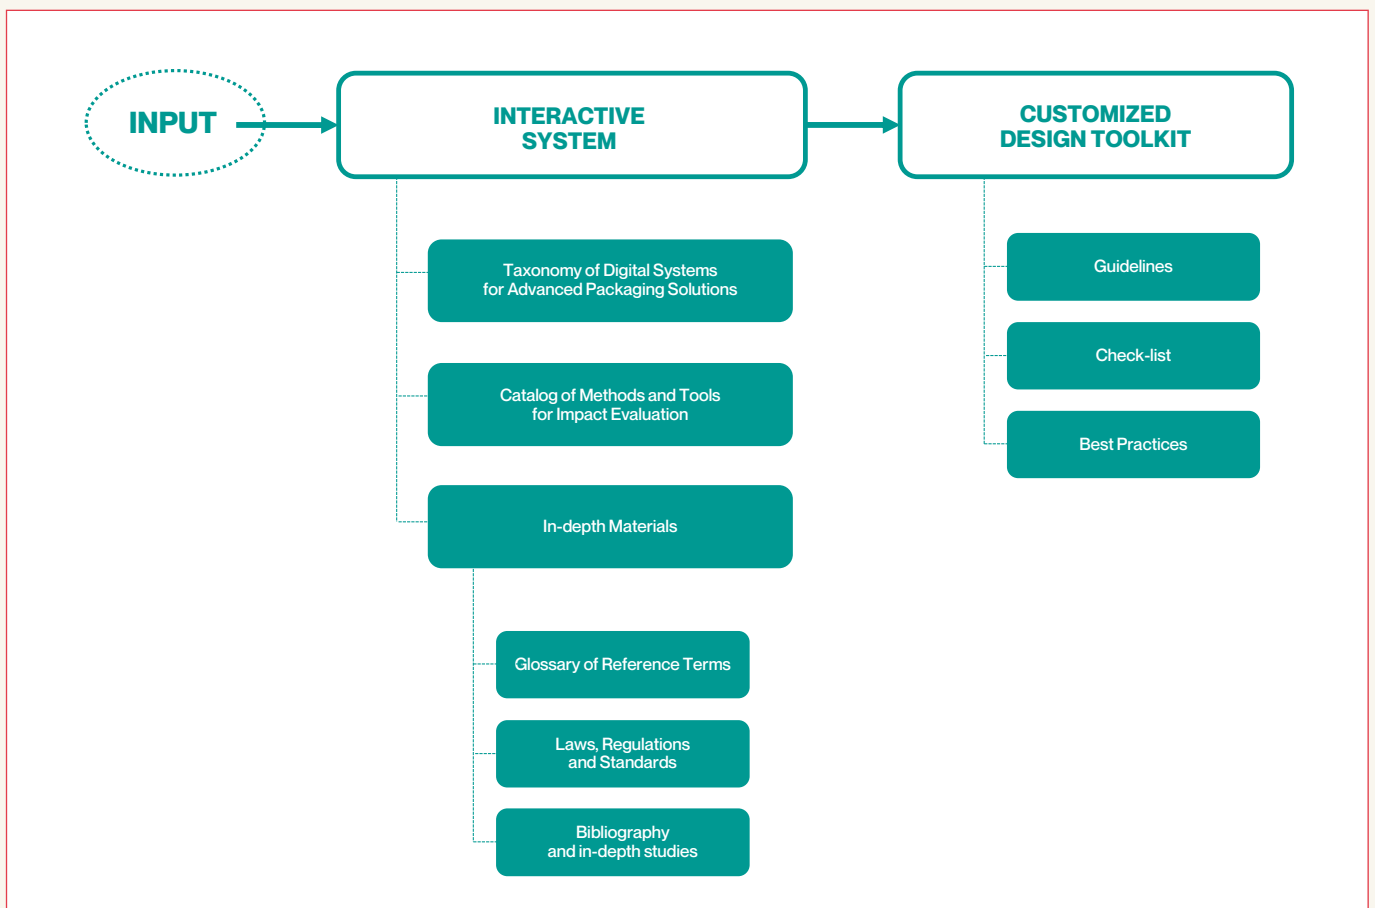 INPUT
INTERACTIVE
SYSTEM
CUSTOMIZED
DESIGN TOOLKIT
Taxonomy of Digital Systems
for Advanced Packaging Solutions
Catalog of Methods and Tools
for Impact Evaluation
In-depth Materials
Glossary of Reference Terms
Laws, Regulations
and Standards
Bibliography
and in-depth studies
Guidelines
Check-list
Best Practices